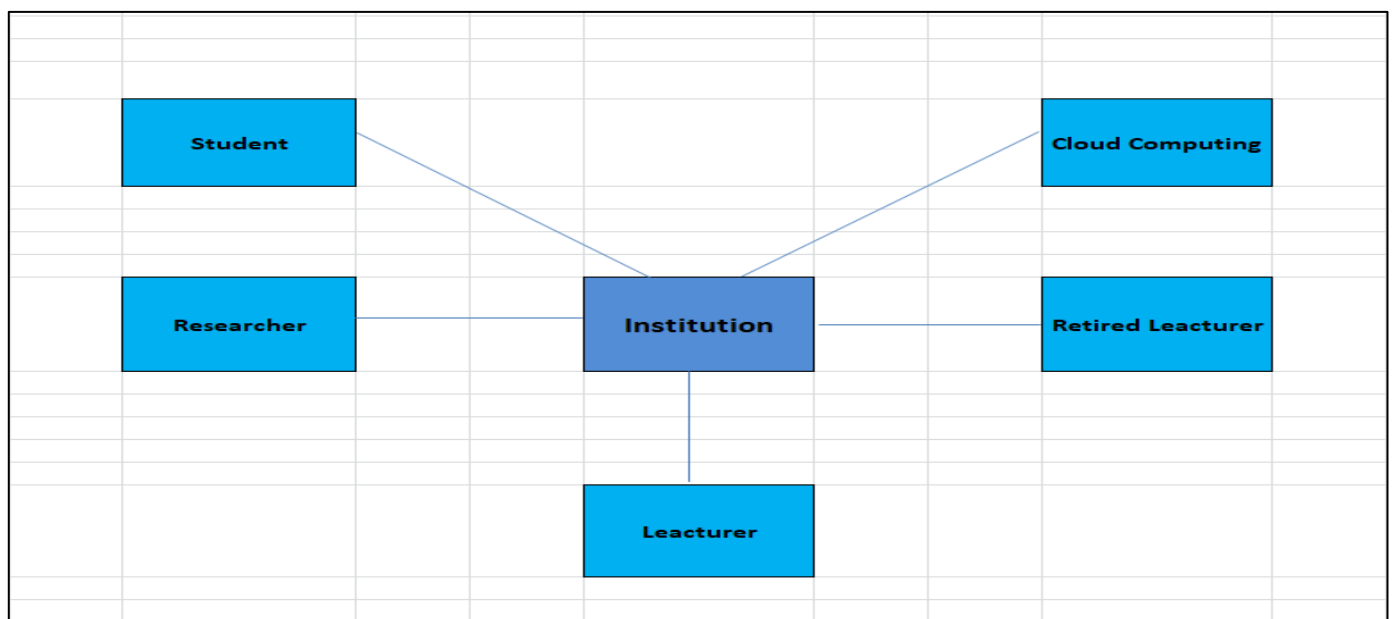 Student
Cloud Computing
Researcher
Institution
Retired Leacturer
Leacturer